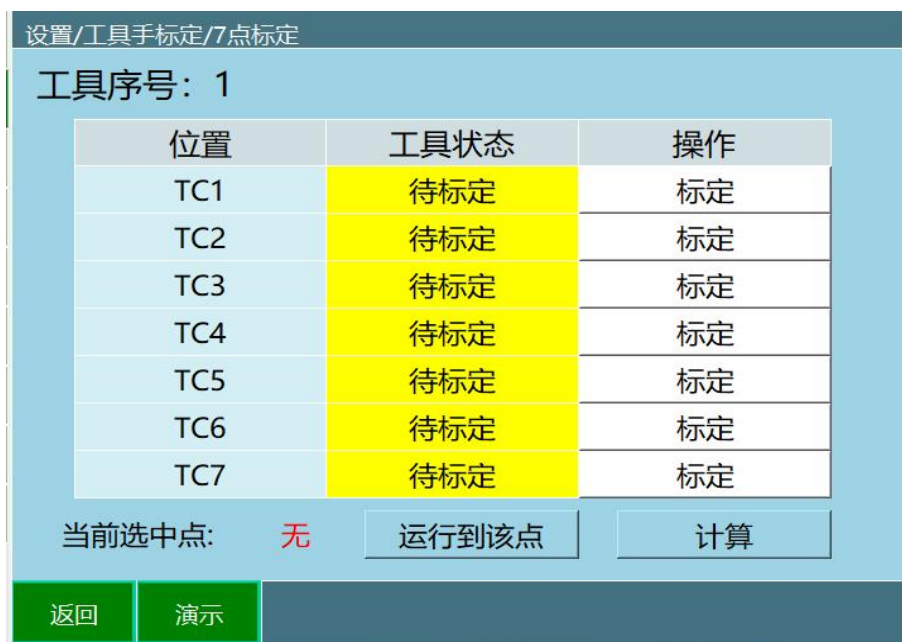 设置/工具手标定/7点标定
工具序号：1
位置 工具状态 操作
TC1 待标定 标定
TC2 待标定 标定
TC3 待标定 标定
TC4 待标定 标定
TC5 待标定 标定
TC6 待标定 标定
TC7 待标定 标定
当前选中点: 无 运行到该点 计算
返回 演示